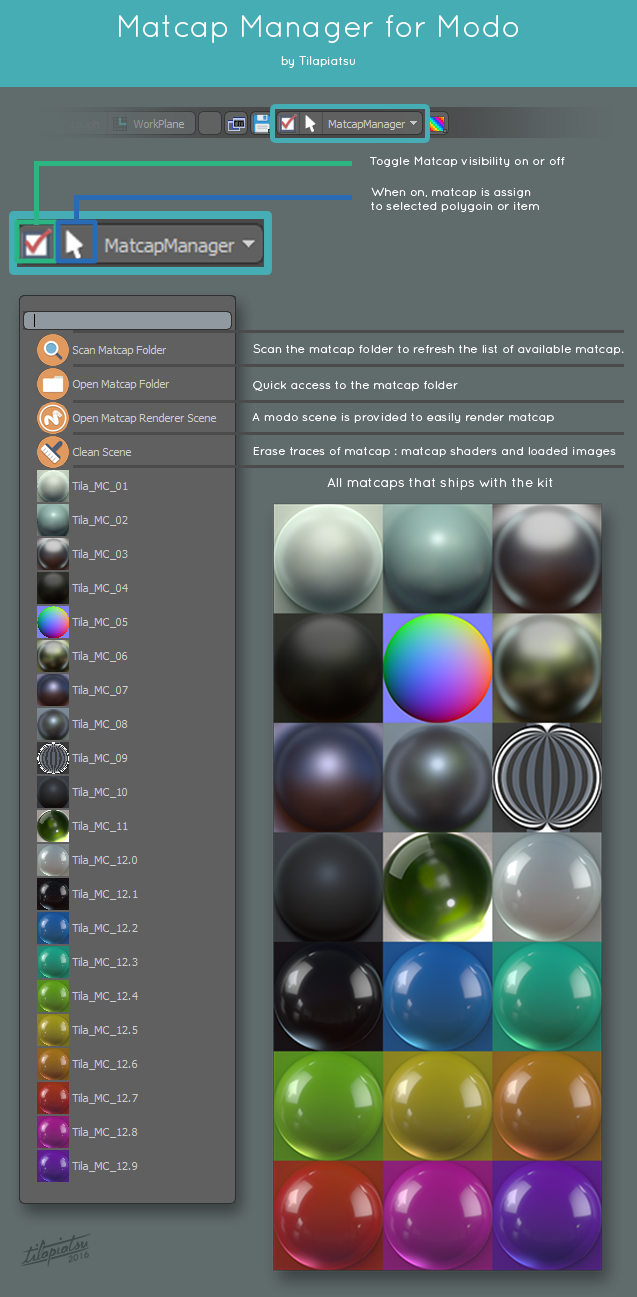 Matcap Manager for Modo
by Tilapiatsu
WorkPlane
MatcapManager
Toggle Matcap visibility on or off
When on, matcap is assign
to selected polygoin or item
MatcapManager
Scan Matcap Folder
Scan the matcap folder to refresh the list of available matcap.
Open Matcap Folder
Quick access to the matcap folder
Open Matcap Renderer Scene
A modo scene is provided to easily render matcap
Clean Scene
Erase traces of matcap : matcap shaders and loaded images
All matcaps that ships with the kit
Tila_MC_01
Tila_MC_02
Tila_MC_03
Tila_MC_04
Tila_MC_05
Tila_MC_06
Tila_MC_07
Tila_MC_08
Tila_MC_09
Tila_MC_10
Tila_MC_11
Tila_MC_12.0
Tila_MC_12.1
Tila_MC_12.2
Tila_MC_12.3
Tila_MC_12.4
Tila_MC_12.5
Tila_MC_12.6
Tila_MC_12.7
Tila_MC_12.8
Tila_MC_12.9
tilapiatsu
2016